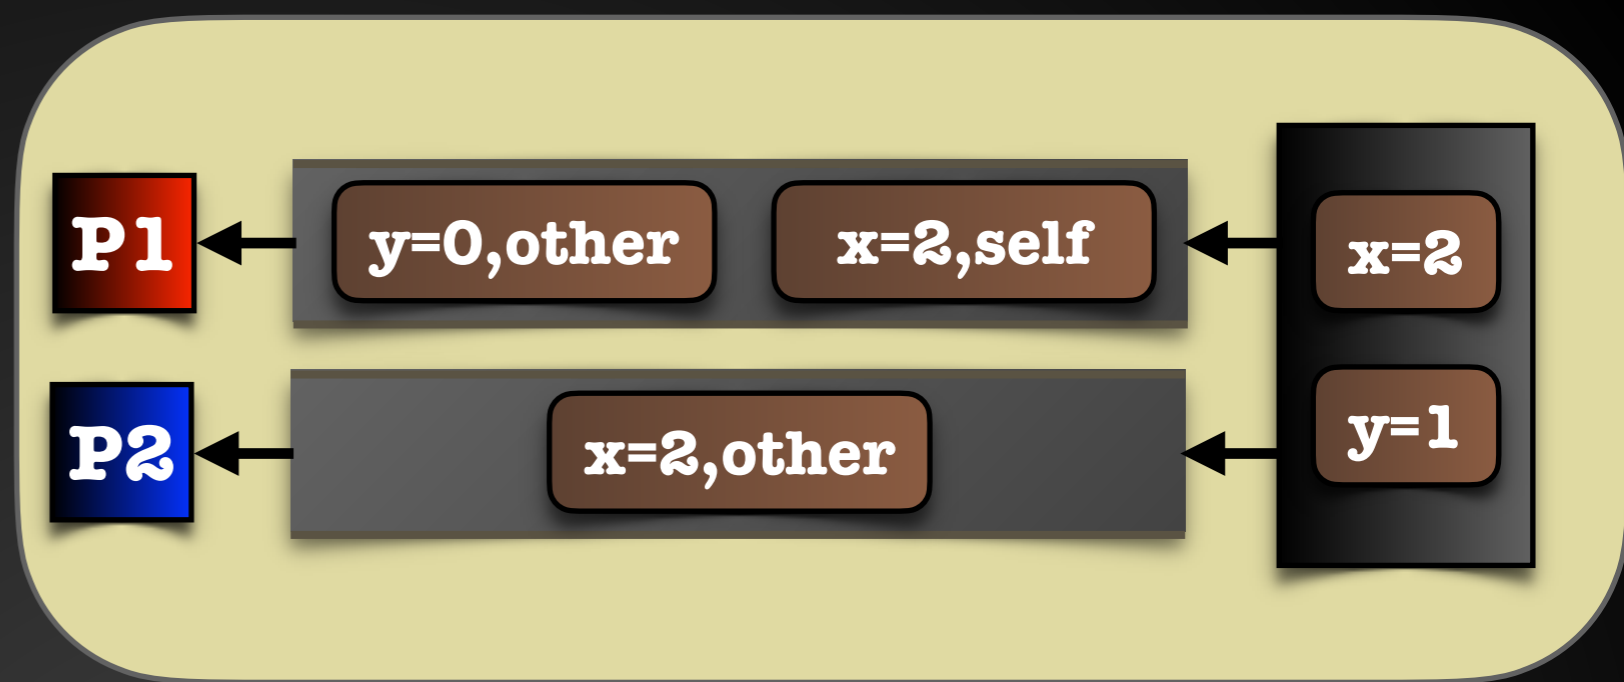 P1
y=0,other
x=2,self
x=2
P2
x=2,other
y=1